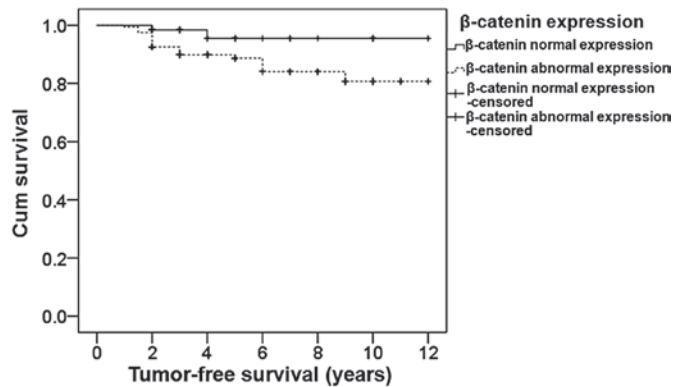 β-catenin expression
β-catenin normal expression
β-catenin abnormal expression
β-catenin normal expression
-censored
β-catenin abnormal expression
-censored
Cum survival
1.0
0.8
0.6
0.4
0.2
0.0
0 2 4 6 8 10 12
Tumor-free survival (years)